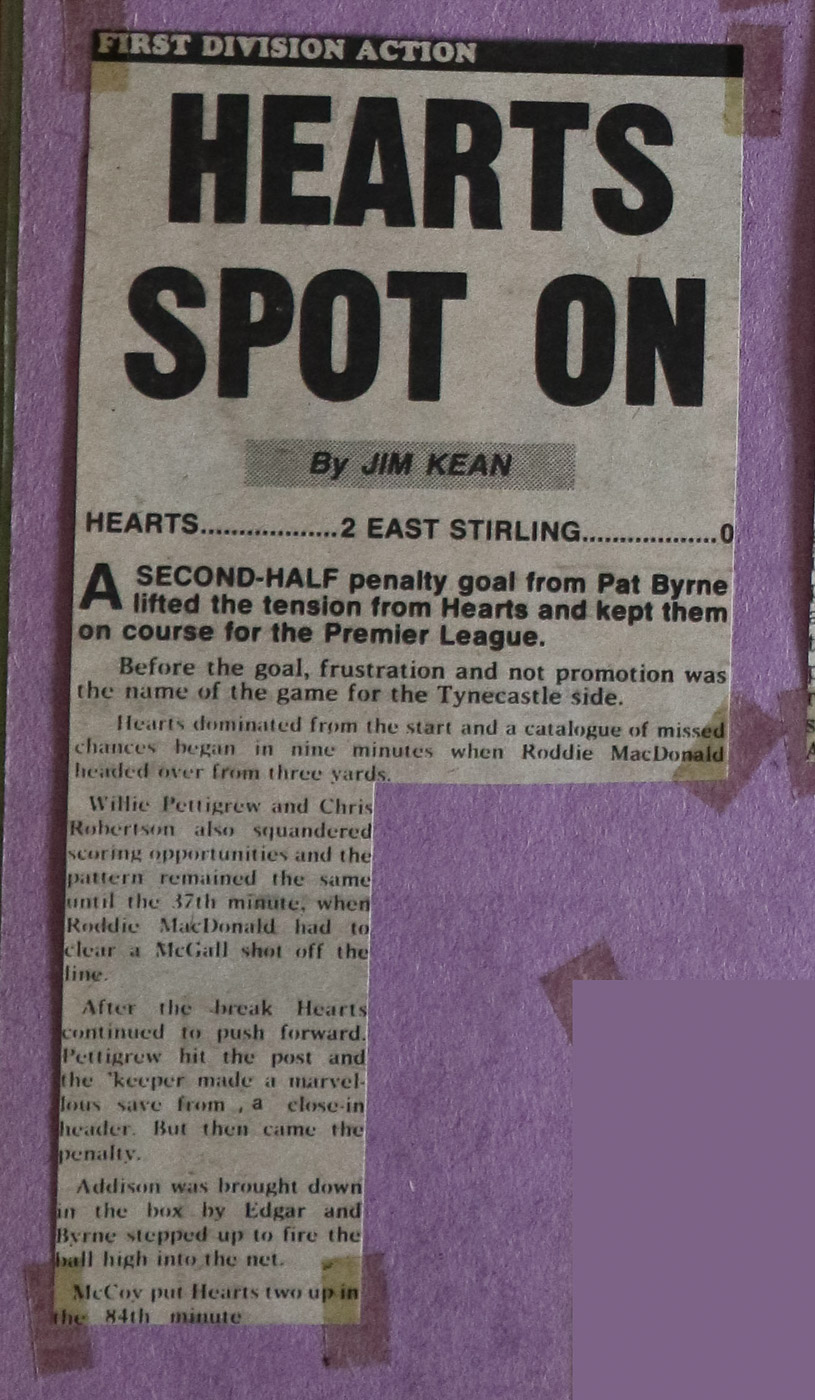 FIRST DIVISION ACTION
HEARTS
SPOT ON
By JIM KEAN
HEARTS..................2 EAST STIRLING..................0
A SECOND-HALF penalty goal from Pat Byrne
lifted the tension from Hearts and kept them
on course for the Premier League.
Before the goal, frustration and not promotion was
the name of the game for the Tynecastle side.
Hearts dominated from the start and a catalogue of missed
chances began in nine minutes when Roddie MacDonald
headed over from three yards.
Willie Pettigrew and Chris
Robertson also squandered
scoring opportunities and the
pattern remained the same
until the 37th minute, when
Roddie MacDonald had to
clear a McGall shot off the
line.
After the break Hearts
continued to push forward.
Pettigrew hit the post and
the 'keeper made a marvel-
lous save from , a close-in
header. But then came the
penalty.
Addison was brought down
in the box by Edgar and
Byrne stepped up to fire the
ball high into the net.
McCoy put Hearts two up in
the 84th minute